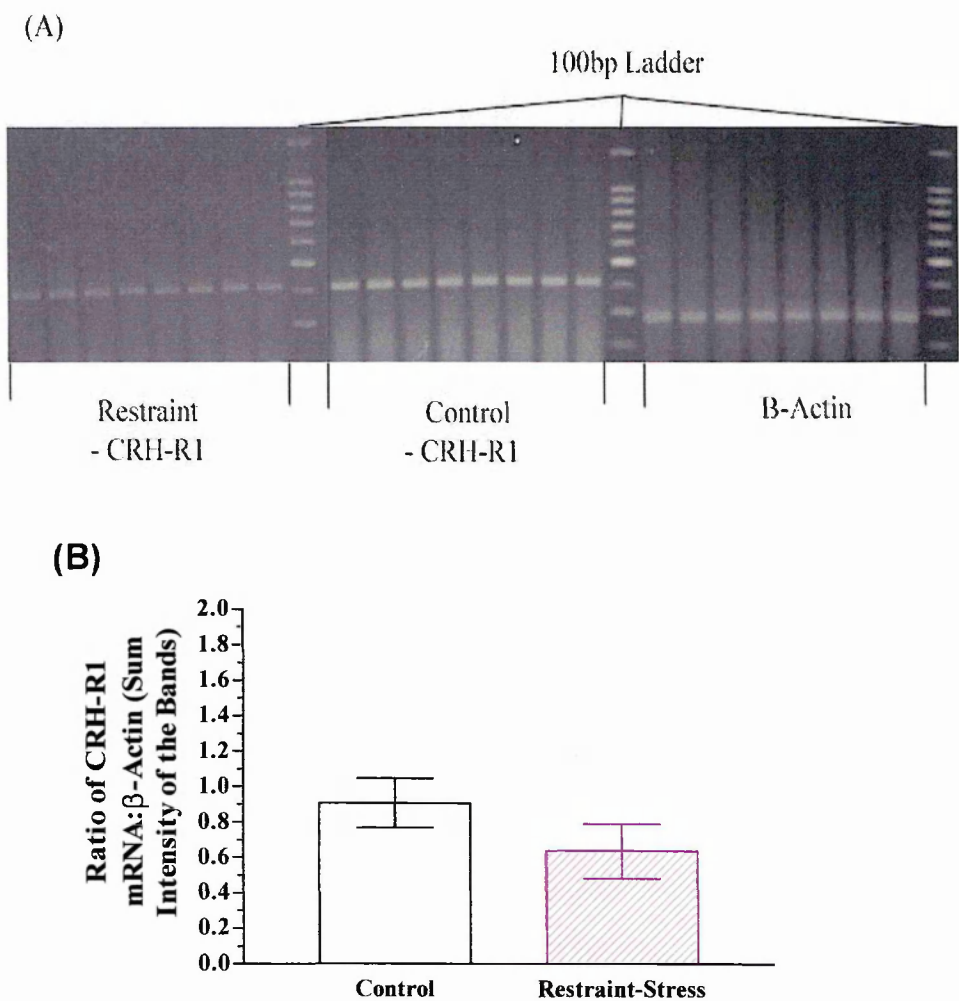 (A)
100bp Ladder
Restraint
- CRH-R1
Control
- CRH-R1
B-Actin
(B)
Ratio of CRH-R1
mRNA:β-Actin (Sum
Intensity of the Bands)
2.0
1.8
1.6
1.4
1.2
1.0
0.8
0.6
0.4
0.2
0.0
Control
Restraint-Stress